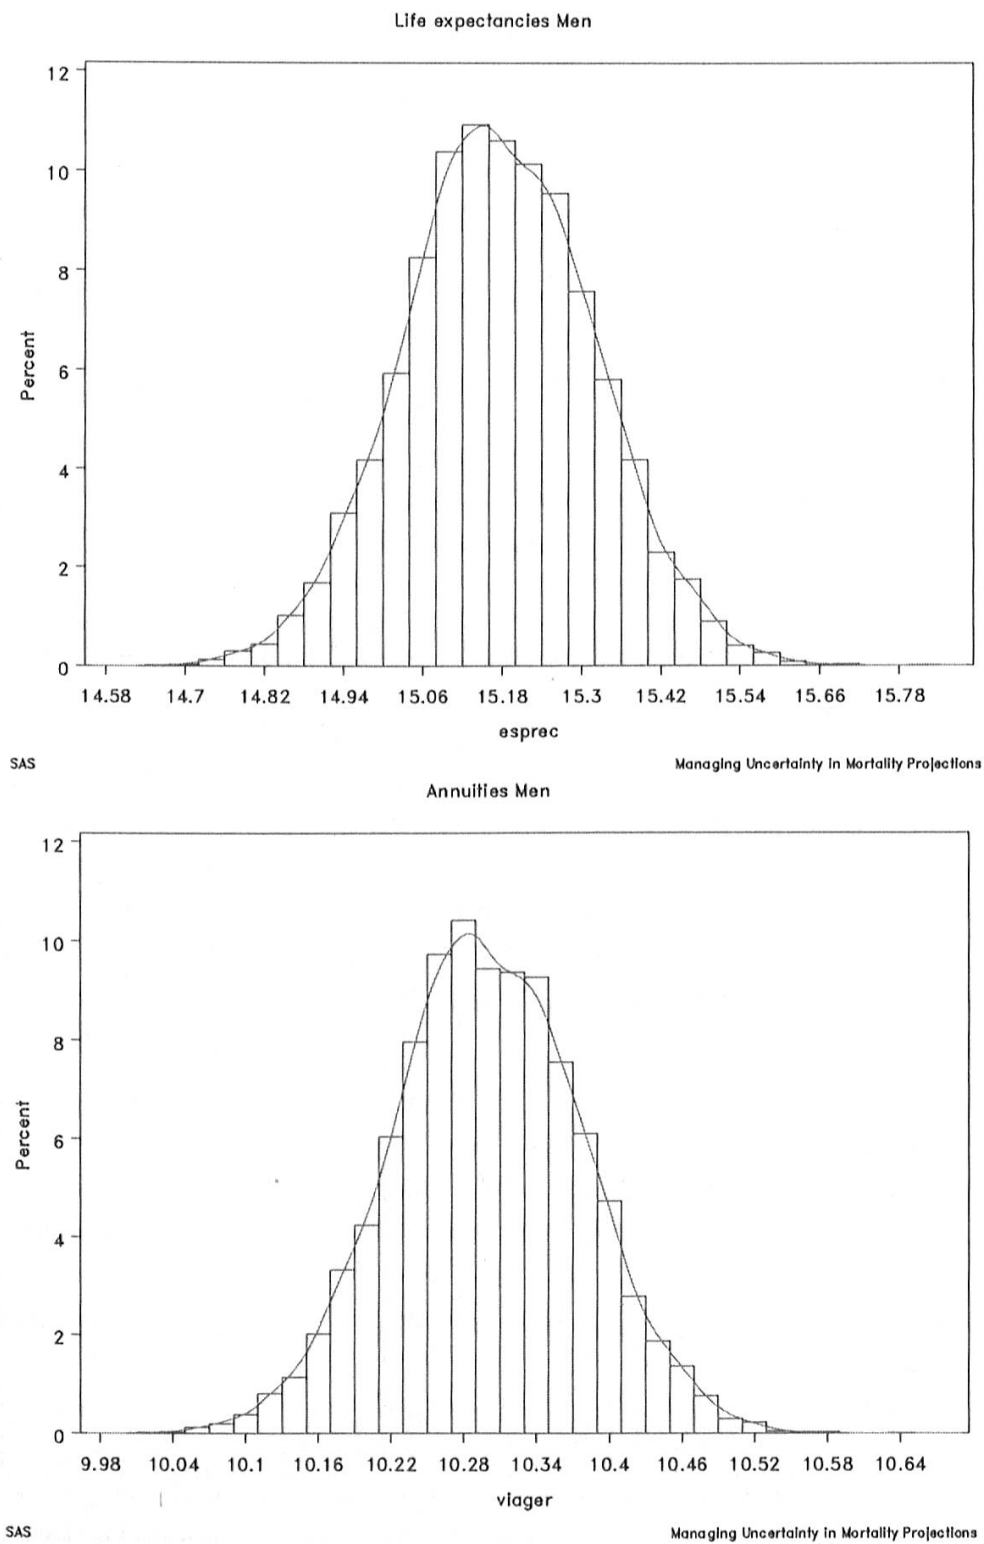 Life expectancies Men
12
10
8
6
4
2
0
Percent
14.58 14.7 14.82 14.94 15.06 15.18 15.3 15.42 15.54 15.66 15.78
esprec
SAS Managing Uncertainty in Mortality Projections
Annuities Men
12
10
8
6
4
2
0
Percent
9.98 10.04 10.1 10.16 10.22 10.28 10.34 10.4 10.46 10.52 10.58 10.64
viager
SAS Managing Uncertainty in Mortality Projections